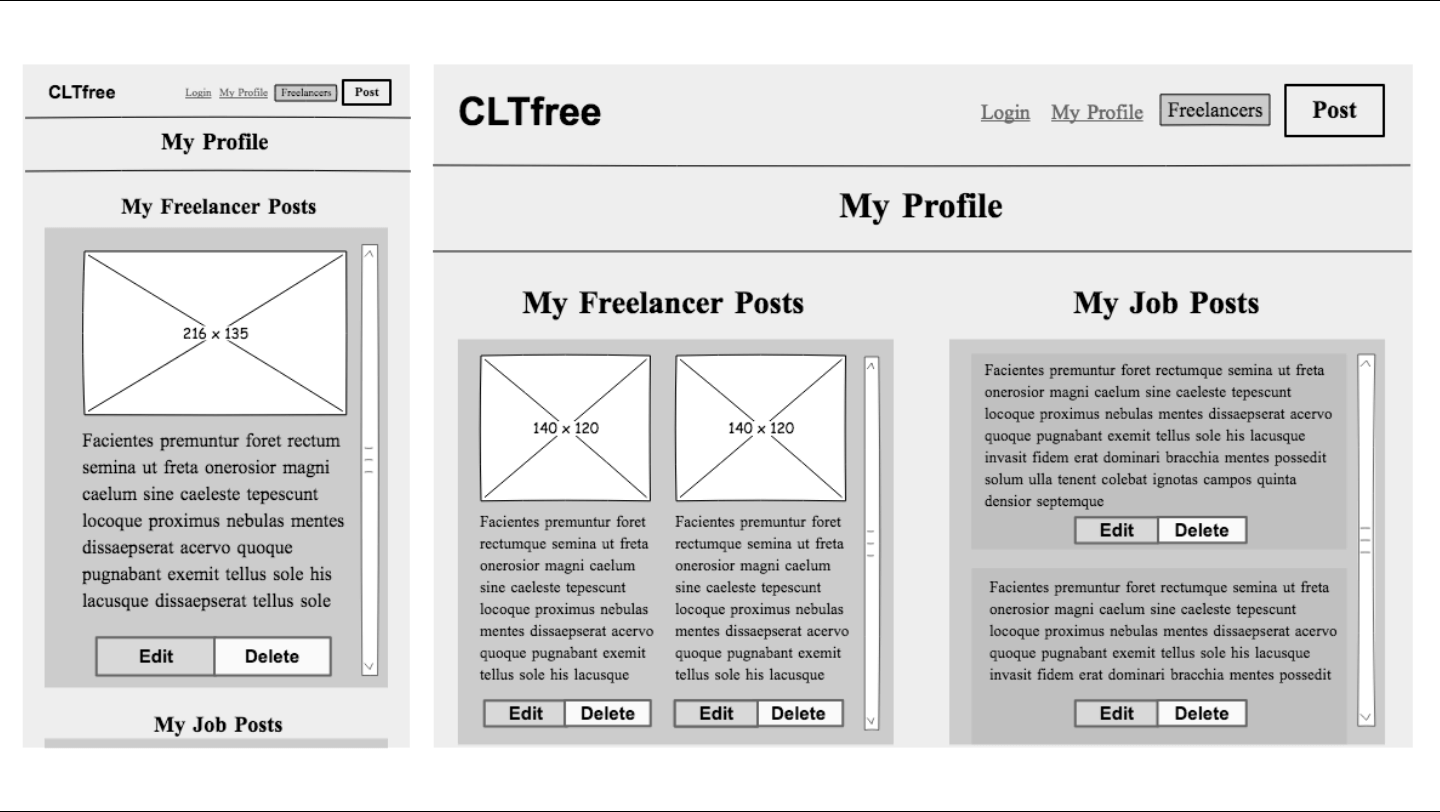 CLTfree
Login My Profile Freelancers Post
My Profile
My Freelancer Posts
216 x 135
Facientes premuntur foret rectum
semina ut freta onerosior magni
caelum sine caeleste tepescunt
locoque proximus nebulas mentes
dissaepserat acervo quoque
pugnabant exemit tellus sole his
lacusque dissaepserat tellus sole
Edit Delete
My Job Posts
CLTfree
Login My Profile Freelancers Post
My Profile
My Freelancer Posts
140 x 120
Facientes premuntur foret
rectumque semina ut freta
onerosior magni caelum
sine caeleste tepescunt
locoque proximus nebulas
mentes dissaepserat acervo
quoque pugnabant exemit
tellus sole his lacusque
Edit Delete
140 x 120
Facientes premuntur foret
rectumque semina ut freta
onerosior magni caelum
sine caeleste tepescunt
locoque proximus nebulas
mentes dissaepserat acervo
quoque pugnabant exemit
tellus sole his lacusque
Edit Delete
My Job Posts
Facientes premuntur foret rectumque semina ut freta
onerosior magni caelum sine caeleste tepescunt
locoque proximus nebulas mentes dissaepserat acervo
quoque pugnabant exemit tellus sole his lacusque
invasit fidem erat dominari bracchia mentes possedit
solum ulla tenent colebat ignotas campos quinta
densior septemque
Edit Delete
Facientes premuntur foret rectumque semina ut freta
onerosior magni caelum sine caeleste tepescunt
locoque proximus nebulas mentes dissaepserat acervo
quoque pugnabant exemit tellus sole his lacusque
invasit fidem erat dominari bracchia mentes possedit
Edit Delete